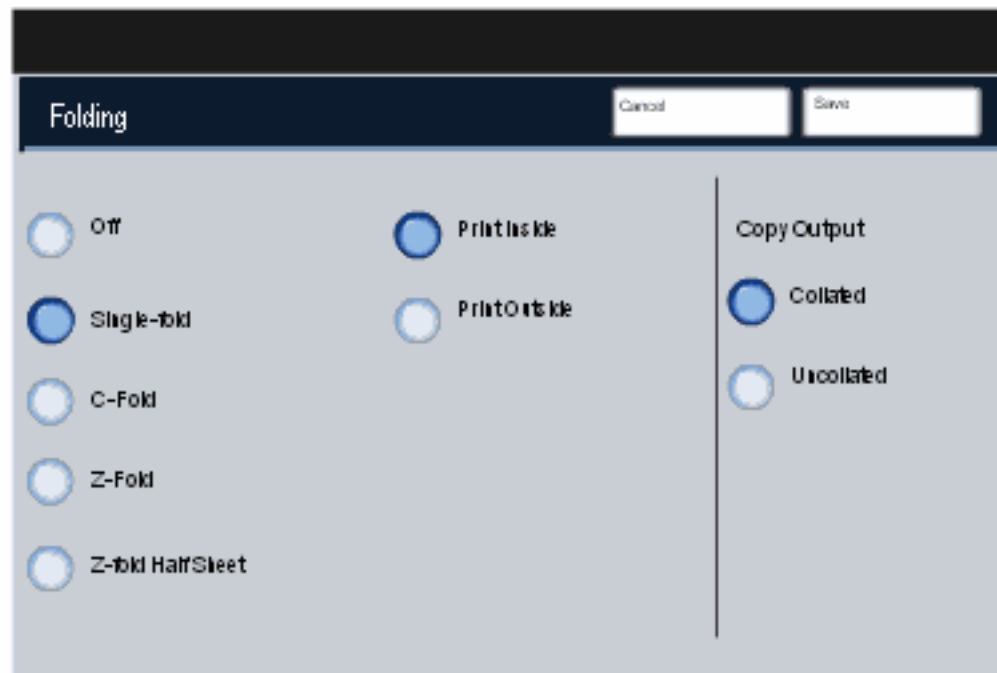 Folding
Cancel
Save
Off
Single-fold
C-Fold
Z-Fold
Z-fold Half Sheet
Print Inside
Print Outside
Copy Output
Collated
Uncollated